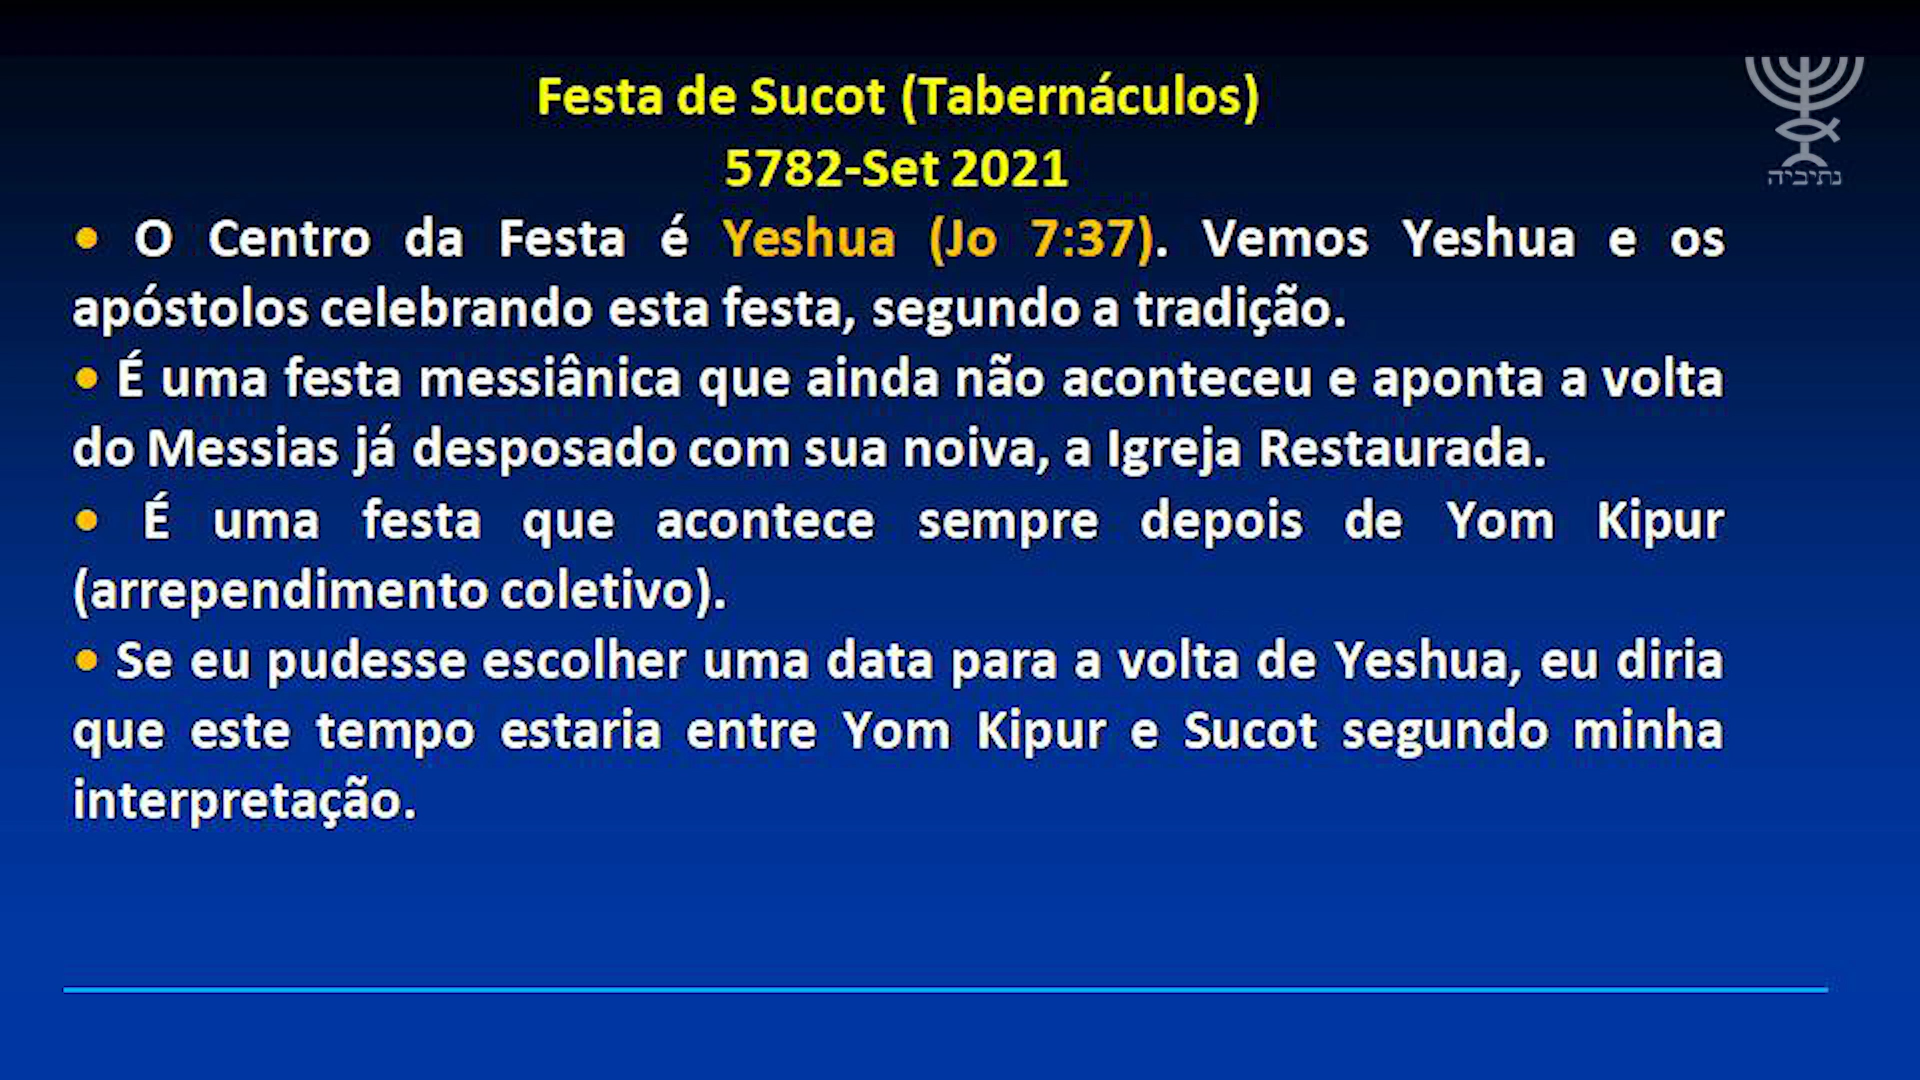 Festa de Sucot (Tabernáculos)
5782-Set 2021
נתיביה
• O Centro da Festa é Yeshua (Jo 7:37). Vemos Yeshua e os
apóstolos celebrando esta festa, segundo a tradição.
• É uma festa messiânica que ainda não aconteceu e aponta a volta
do Messias já desposado com sua noiva, a Igreja Restaurada.
• É uma festa que acontece sempre depois de Yom Kipur
(arrependimento coletivo).
• Se eu pudesse escolher uma data para a volta de Yeshua, eu diria
que este tempo estaria entre Yom Kipur e Sucot segundo minha
interpretação.